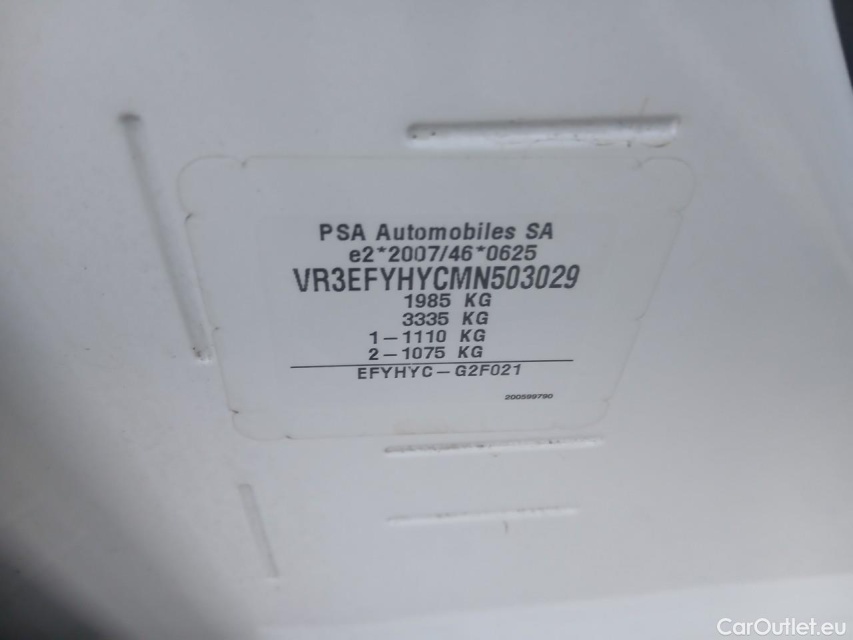 PSA Automobiles SA
e2*2007/46*0625
VR3EFYHYCMN503029
1985 KG
3335 KG
1-1110 KG
2-1075 KG
EFYHYC-G2F021
200599790
CarOutlet.eu